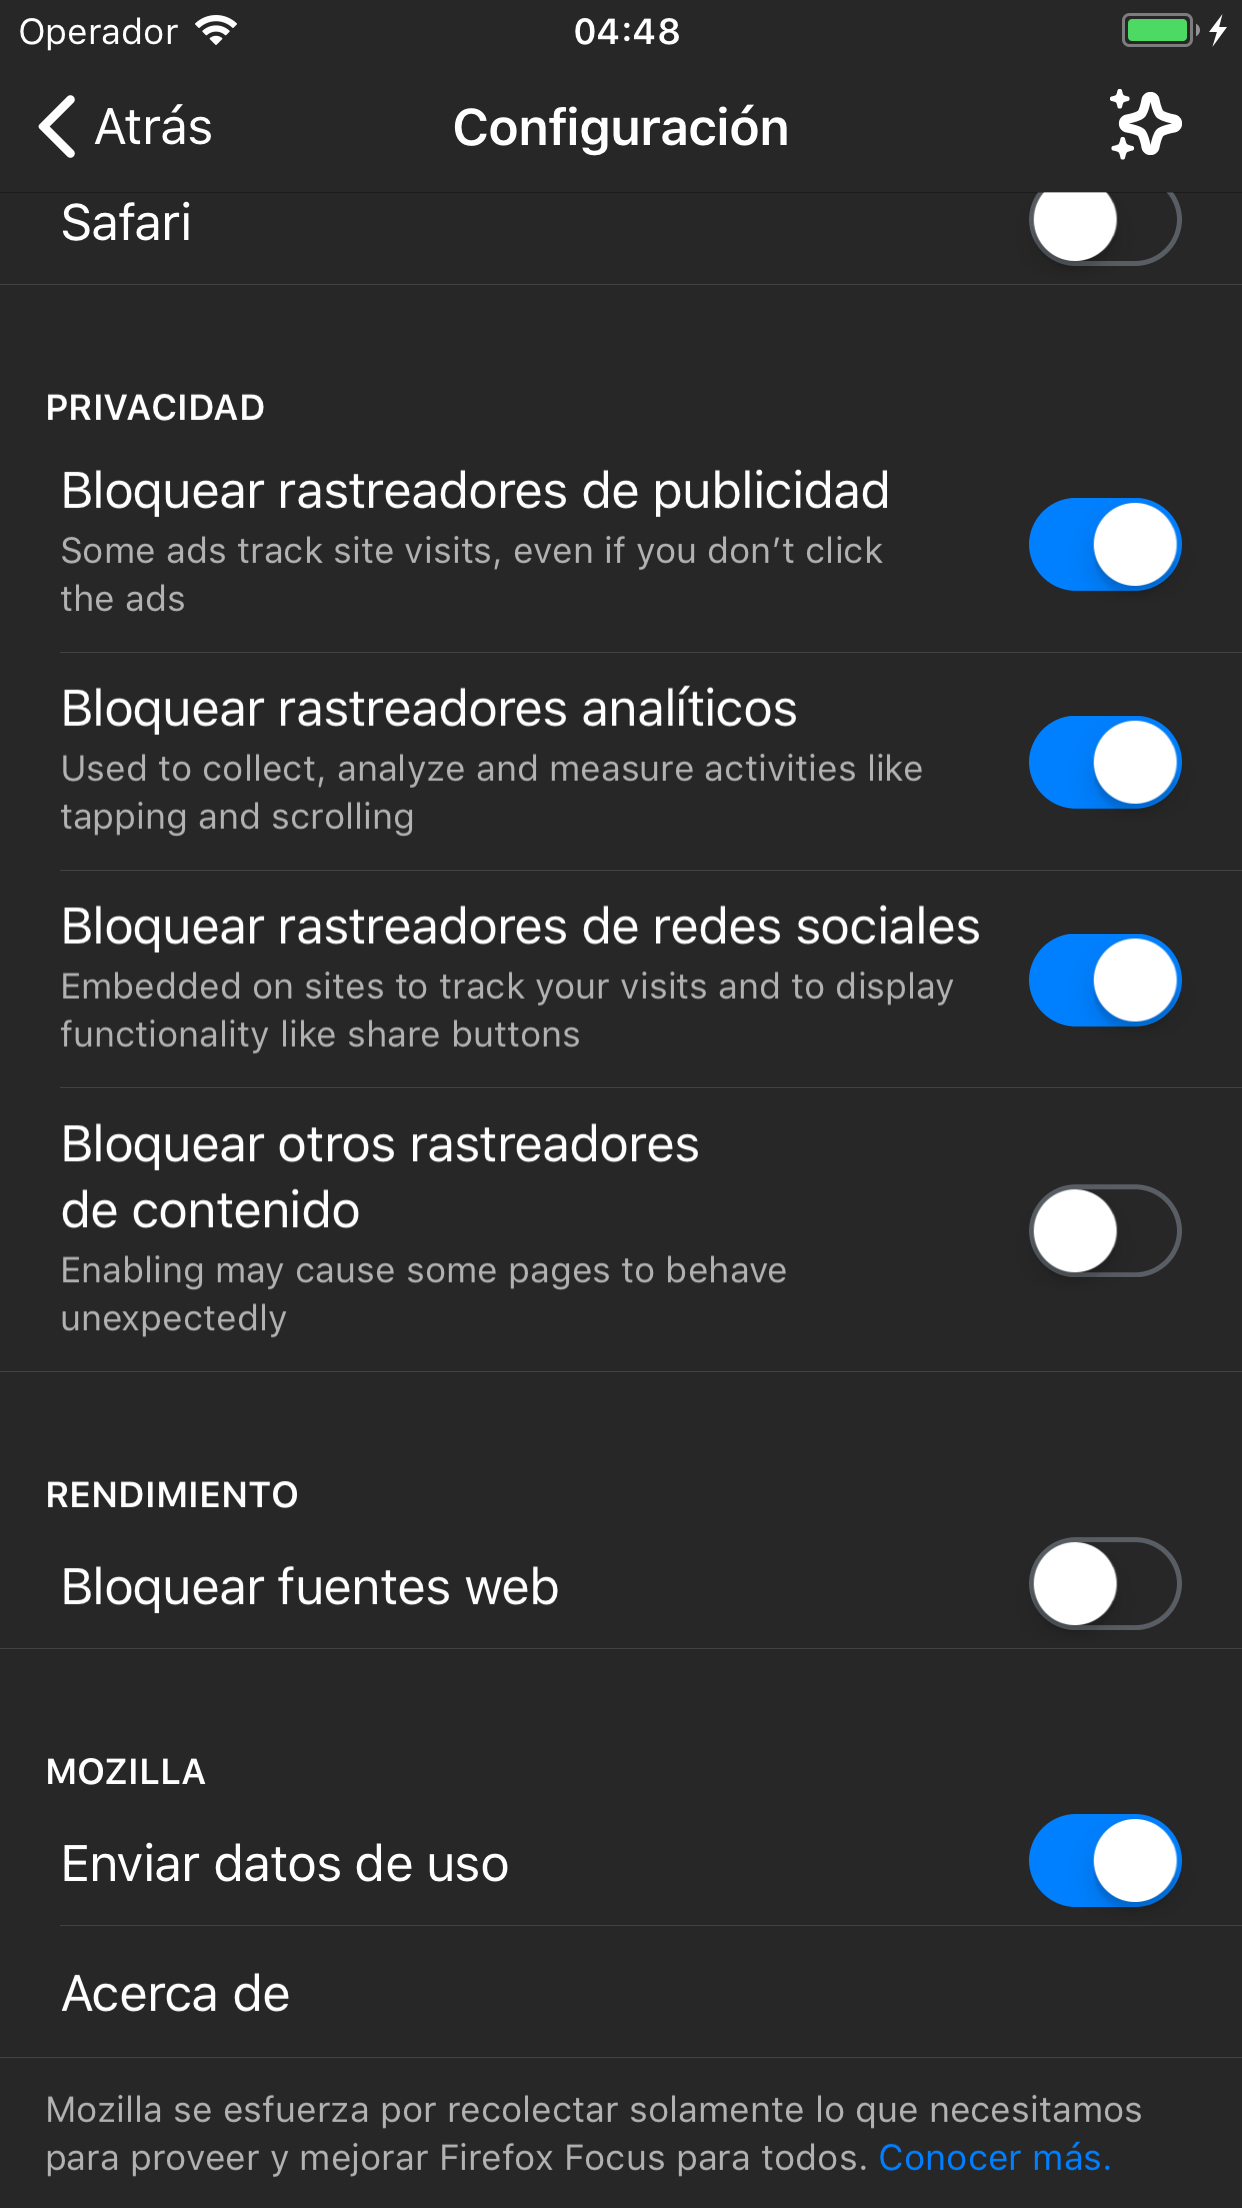 Operador
04:48
Atrás
Configuración
Safari
PRIVACIDAD
Bloquear rastreadores de publicidad
Some ads track site visits, even if you don’t click
the ads
Bloquear rastreadores analíticos
Used to collect, analyze and measure activities like
tapping and scrolling
Bloquear rastreadores de redes sociales
Embedded on sites to track your visits and to display
functionality like share buttons
Bloquear otros rastreadores
de contenido
Enabling may cause some pages to behave
unexpectedly
RENDIMIENTO
Bloquear fuentes web
MOZILLA
Enviar datos de uso
Acerca de
Mozilla se esfuerza por recolectar solamente lo que necesitamos
para proveer y mejorar Firefox Focus para todos. Conocer más.